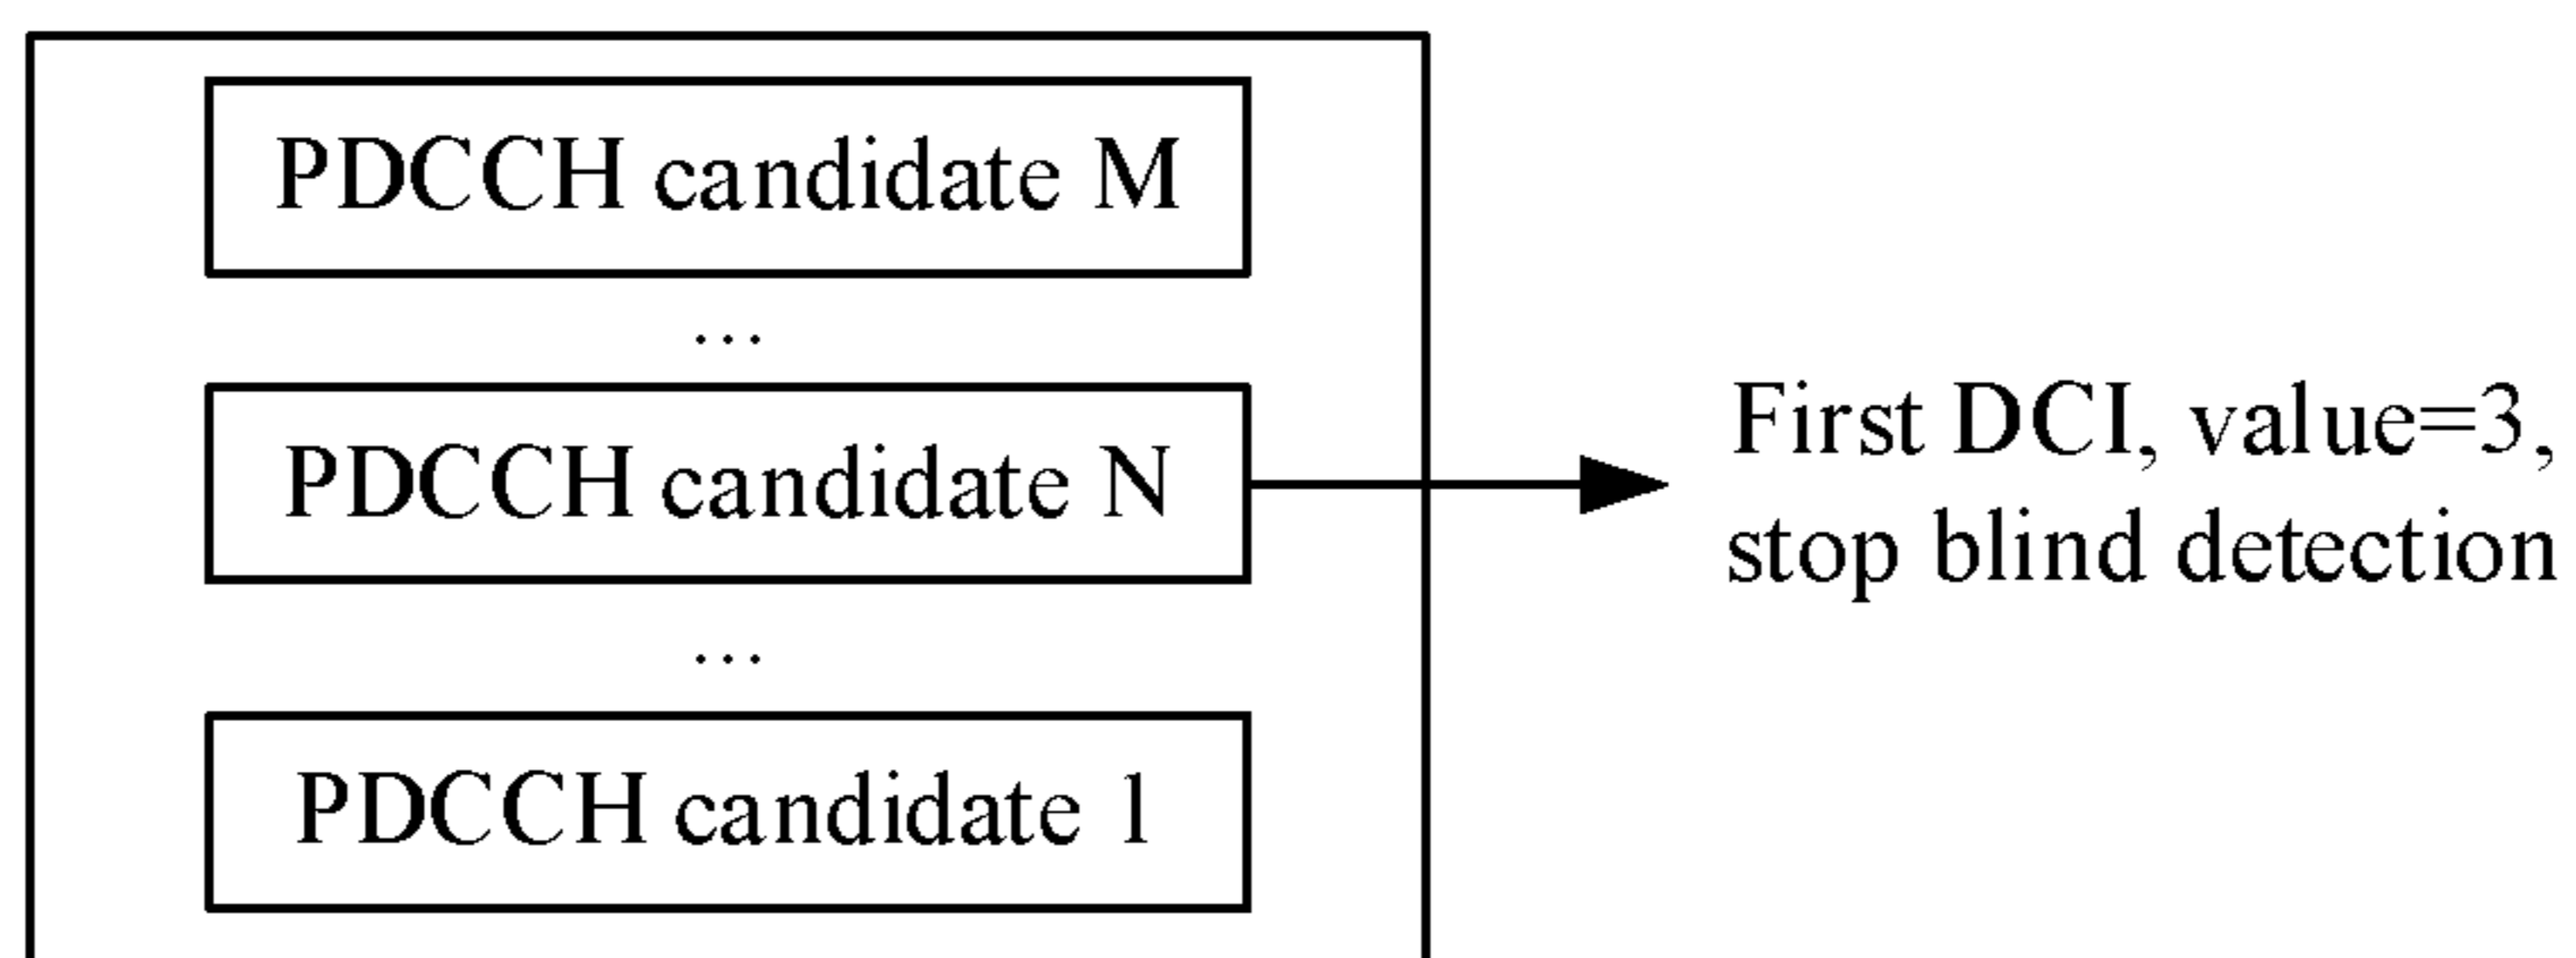 PDCCH candidate M
...
PDCCH candidate N
First DCI, value=3,
stop blind detection
...
PDCCH candidate 1